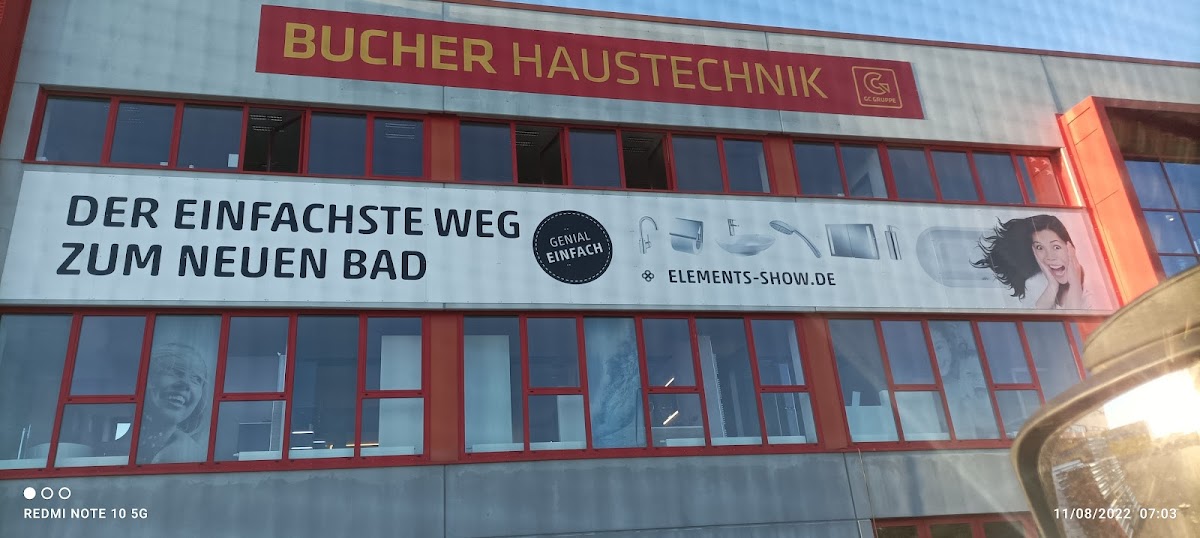 BUCHER HAUSTECHNIK
GC GRUPPE
DER EINFACHSTE WEG
ZUM NEUEN BAD
GENIAL
EINFACH
ELEMENTS-SHOW.DE
REDMI NOTE 10 5G
11/08/2022 07:03